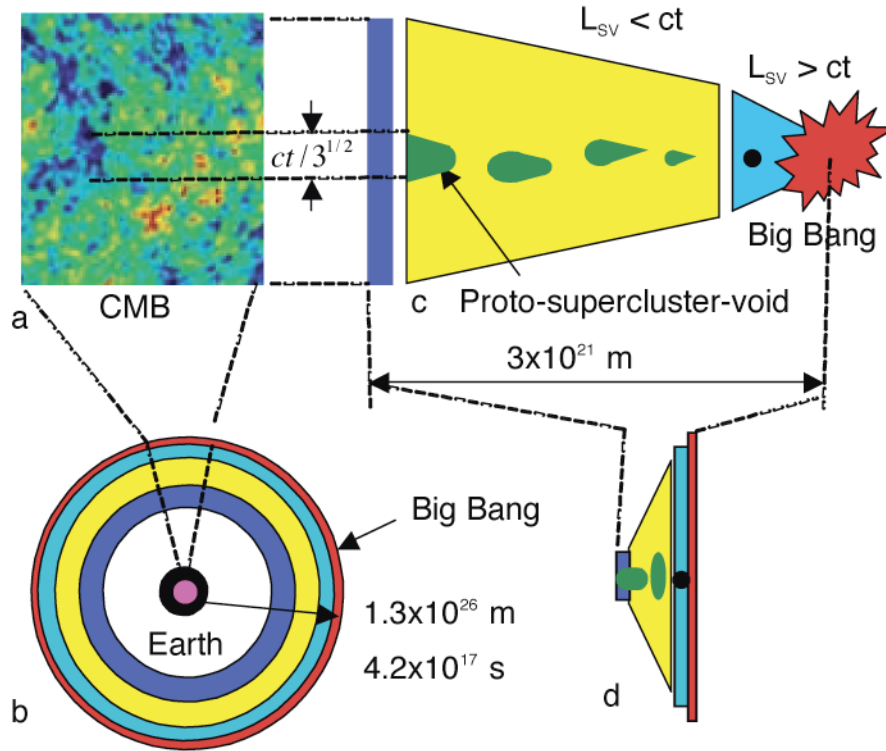 L_SV < ct
L_SV > ct
ct/3^1/2
Big Bang
a
CMB
c
Proto-supercluster-void
3x10^21 m
Big Bang
1.3x10^26 m
Earth
4.2x10^17 s
b
d